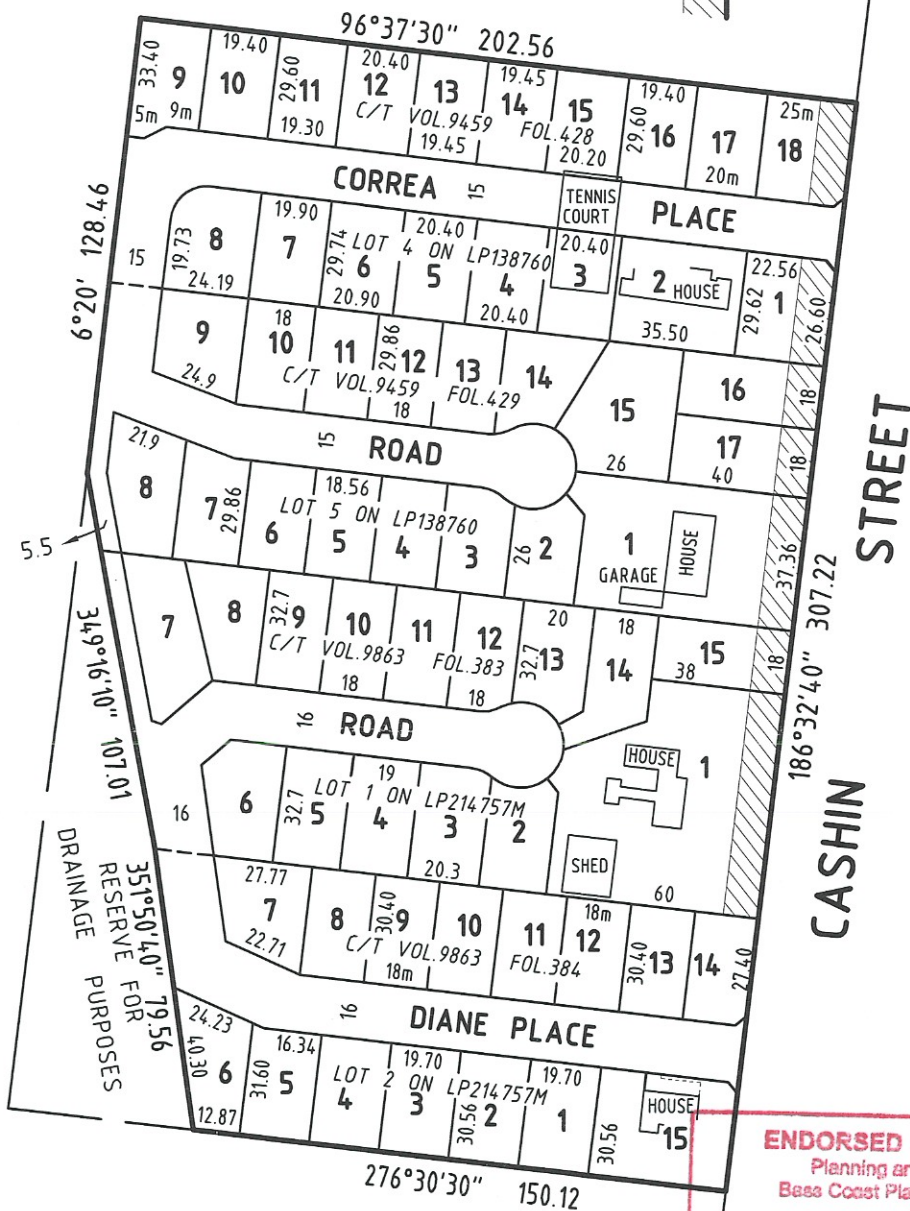 96°37'30" 202.56
33.40 9 19.40 10 29.60 11 20.40 12 13 19.45 14 15 19.40 16 17 25m 18
5m 9m 19.30 C/T VOL.9459 FOL.428 29.60
19.45 20.20 20m
CORREA 15 TENNIS COURT PLACE
6°20' 128.46
15 19.73 8 19.90 7 29.74 6 20.40 5 4 20.40 3 2 HOUSE 22.56 1
LOT 4 ON LP138760 29.62 26.60
24.19 20.90 20.40 35.50
9 18 10 11 29.86 12 13 14 15 16 18
24.9 C/T VOL.9459 FOL.429 17 18
18 26 40
15 ROAD
21.9
8 7 29.86 6 18.56 5 4 3 26 2 1 HOUSE 37.36
LOT 5 ON LP138760
GARAGE
5.5
7 8 32.7 9 10 11 12 20 13 18 14 15 18
C/T VOL.9863 FOL.383 32.7 38
18 18
16 ROAD
349°16'10" 107.01
186°32'40" 307.22
CASHIN STREET
16 6 32.7 5 19 4 3 2 HOUSE 1
LOT 1 ON LP214757M
20.3 SHED 60
27.77
7 8 30.40 9 10 11 18m 12 30.40 13 14 27.40
22.71 C/T VOL.9863 FOL.384
18m
351°50'40" 79.56
RESERVE FOR
DRAINAGE PURPOSES
16 DIANE PLACE
24.23
40.30 6 31.60 16.34 5 4 19.70 3 30.56 2 19.70 1 30.56 HOUSE 15
LOT 2 ON LP214757M
12.87
276°30'30" 150.12
ENDORSED
Planning
Bass Coast